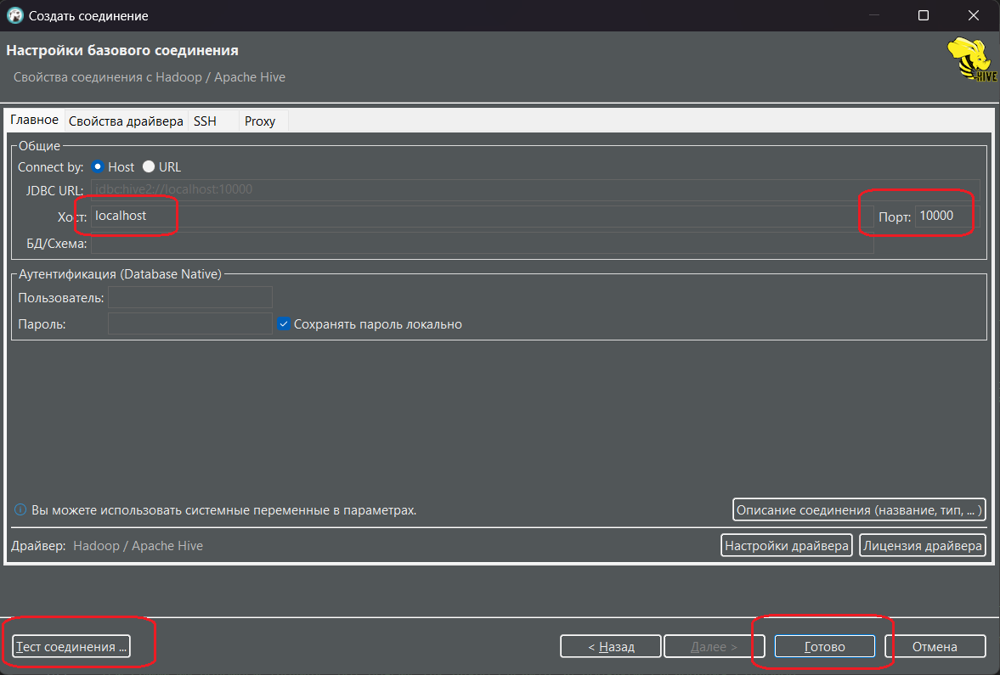 Создать соединение
Настройки базового соединения
Свойства соединения с Hadoop / Apache Hive
HIVE
Главное Свойства драйвера SSH Proxy
Общие
Connect by: Host URL
JDBC URL: jdbc:hive2://localhost:10000
Хост: localhost Порт: 10000
БД/Схема:
Аутентификация (Database Native)
Пользователь:
Пароль: Сохранять пароль локально
Вы можете использовать системные переменные в параметрах. Описание соединения (название, тип, ... )
Драйвер: Hadoop / Apache Hive Настройки драйвера Лицензия драйвера
Тест соединения ... < Назад Далее > Готово Отмена